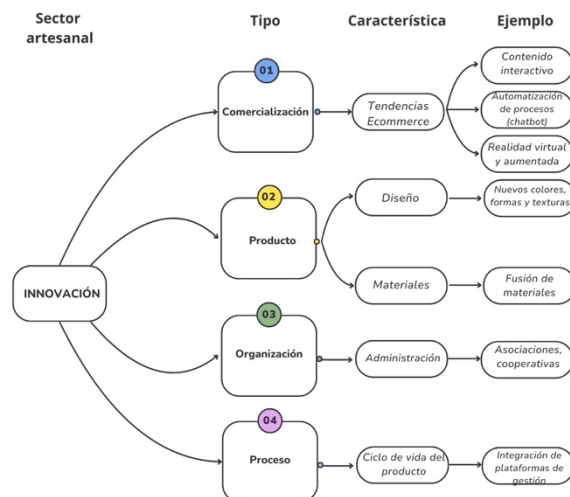 Sector
artesanal
Tipo
Característica
Ejemplo
INNOVACIÓN
01
Comercialización
Tendencias
Ecommerce
Contenido
interactivo
Automatización
de procesos
(chatbot)
Realidad virtual
y aumentada
02
Producto
Diseño
Nuevos colores,
formas y texturas
Materiales
Fusión de
materiales
03
Organización
Administración
Asociaciones,
cooperativas
04
Proceso
Ciclo de vida del
producto
Integración de
plataformas de
gestión